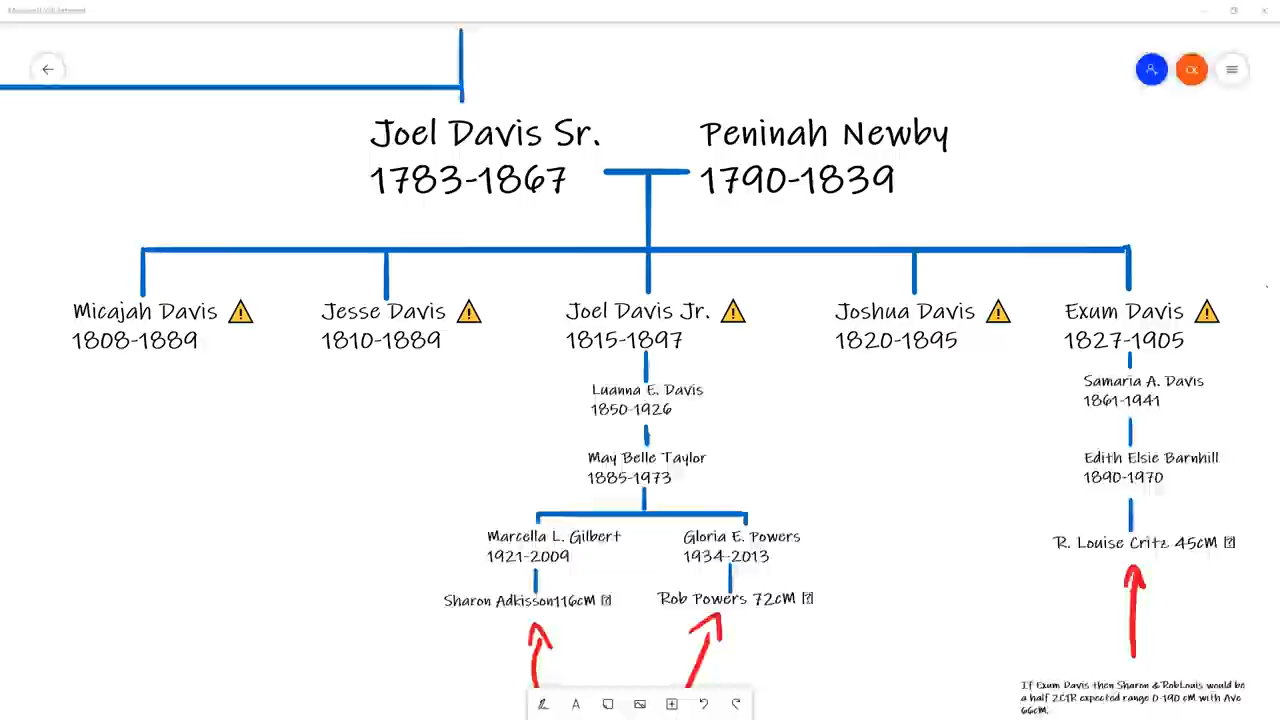 Joel Davis Sr.
1783-1867
Peninah Newby
1790-1839
Micajah Davis
1808-1889
Jesse Davis
1810-1889
Joel Davis Jr.
1815-1897
Joshua Davis
1820-1895
Exum Davis
1827-1905
Luanna E. Davis
1850-1926
May Belle Taylor
1885-1973
Marcella L. Gilbert
1921-2009
Sharon Adkisson116cM
Gloria E. Powers
1934-2013
Rob Powers 72cM
Samaria A. Davis
1861-1941
Edith Elsie Barnhill
1890-1970
R. Louise Critz 45cM
If Exum Davis then Sharon & RobLouis would be
a half 2C1R expected range 0-190 cM with Ave
66cM.
CK
A